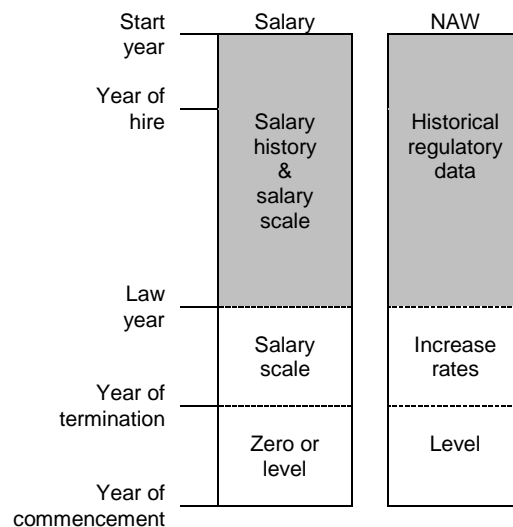 Start
year
Salary
NAW
Year of
hire
Salary
history
&
salary
scale
Historical
regulatory
data
Law
year
Salary
scale
Increase
rates
Year of
termination
Zero or
level
Level
Year of
commencement